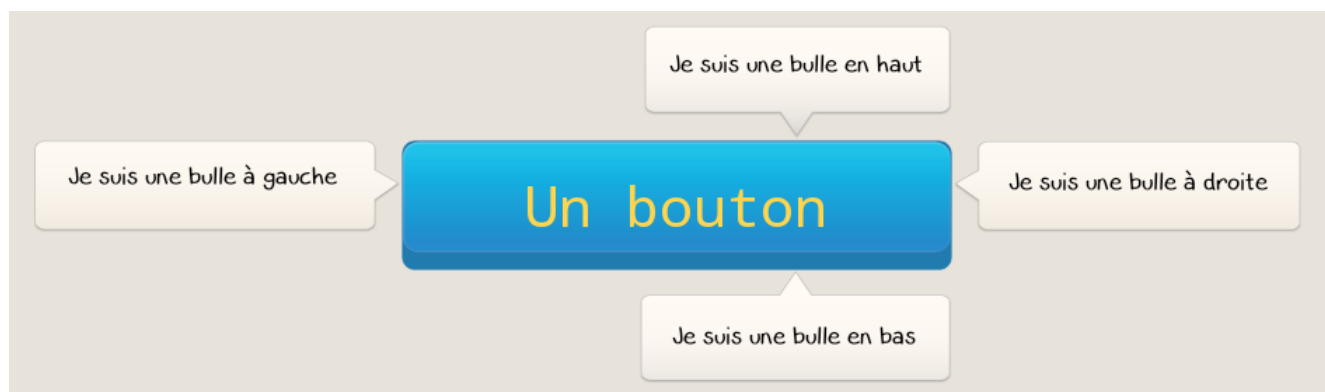 Je suis une bulle en haut
Je suis une bulle à gauche
Un bouton
Je suis une bulle à droite
Je suis une bulle en bas